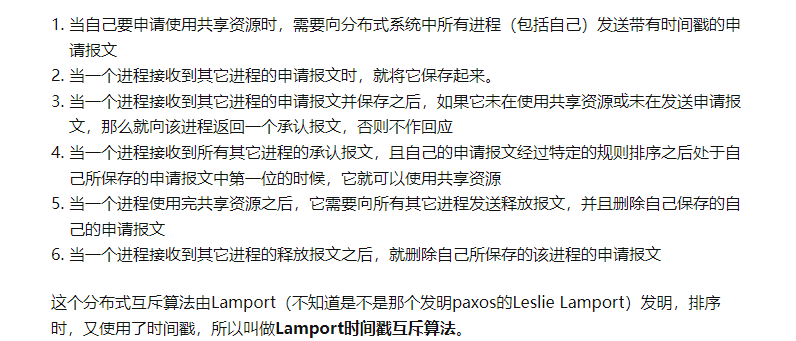 1. 当自己要申请使用共享资源时，需要向分布式系统中所有进程（包括自己）发送带有时间戳的申
请报文
2. 当一个进程接收到其它进程的申请报文时，就将它保存起来。
3. 当一个进程接收到其它进程的申请报文并保存之后，如果它未在使用共享资源或未在发送申请报
文，那么就向该进程返回一个承认报文，否则不作回应
4. 当一个进程接收到所有其它进程的承认报文，且自己的申请报文经过特定的规则排序之后处于自
己所保存的申请报文中第一位的时候，它就可以使用共享资源
5. 当一个进程使用完共享资源之后，它需要向所有其它进程发送释放报文，并且删除自己保存的自
己的申请报文
6. 当一个进程接收到其它进程的释放报文之后，就删除自己所保存的该进程的申请报文
这个分布式互斥算法由Lamport（不知道是不是那个发明paxos的Leslie Lamport）发明，排序
时，又使用了时间戳，所以叫做Lamport时间戳互斥算法。